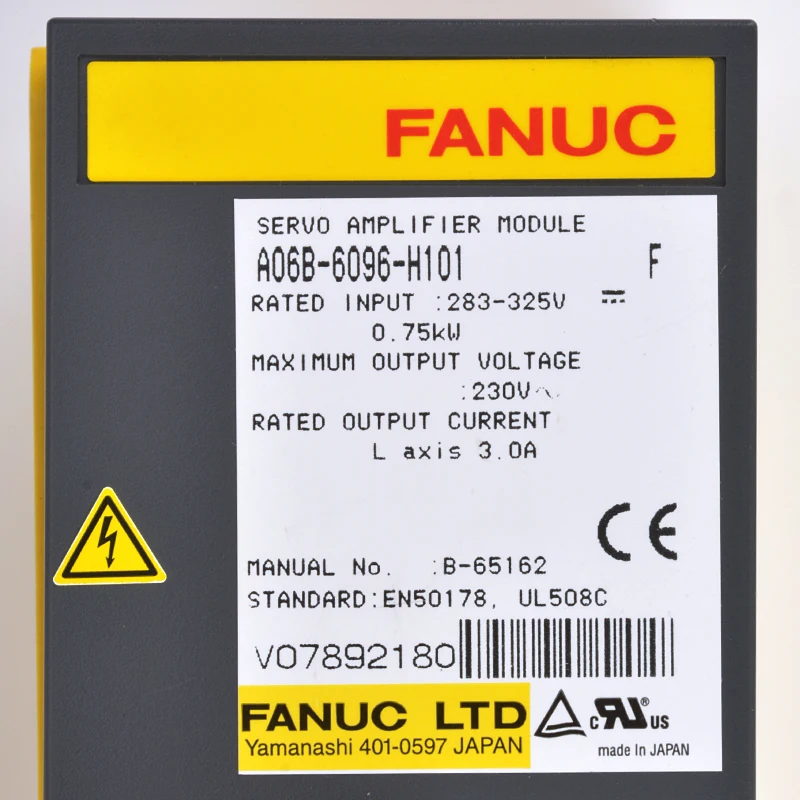 FANUC
SERVO AMPLIFIER MODULE
A06B-6096-H101 F
RATED INPUT :283-325V ⎓
0.75kW
MAXIMUM OUTPUT VOLTAGE
:230V~
RATED OUTPUT CURRENT
L axis 3.0A
CE
MANUAL No. :B-65162
STANDARD:EN50178, UL508C
V07892180
FANUC LTD
Yamanashi 401-0597 JAPAN
c RU ® US
made In JAPAN